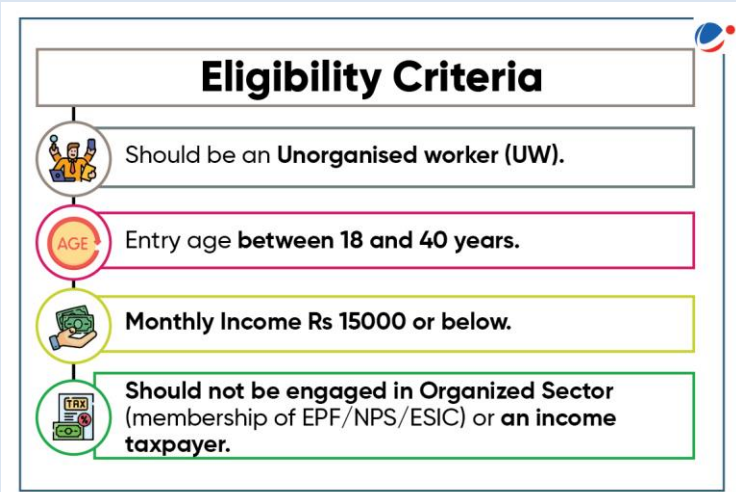 Eligibility Criteria
Should be an Unorganised worker (UW).
AGE
Entry age between 18 and 40 years.
Monthly Income Rs 15000 or below.
TAX
%
Should not be engaged in Organized Sector
(membership of EPF/NPS/ESIC) or an income
taxpayer.